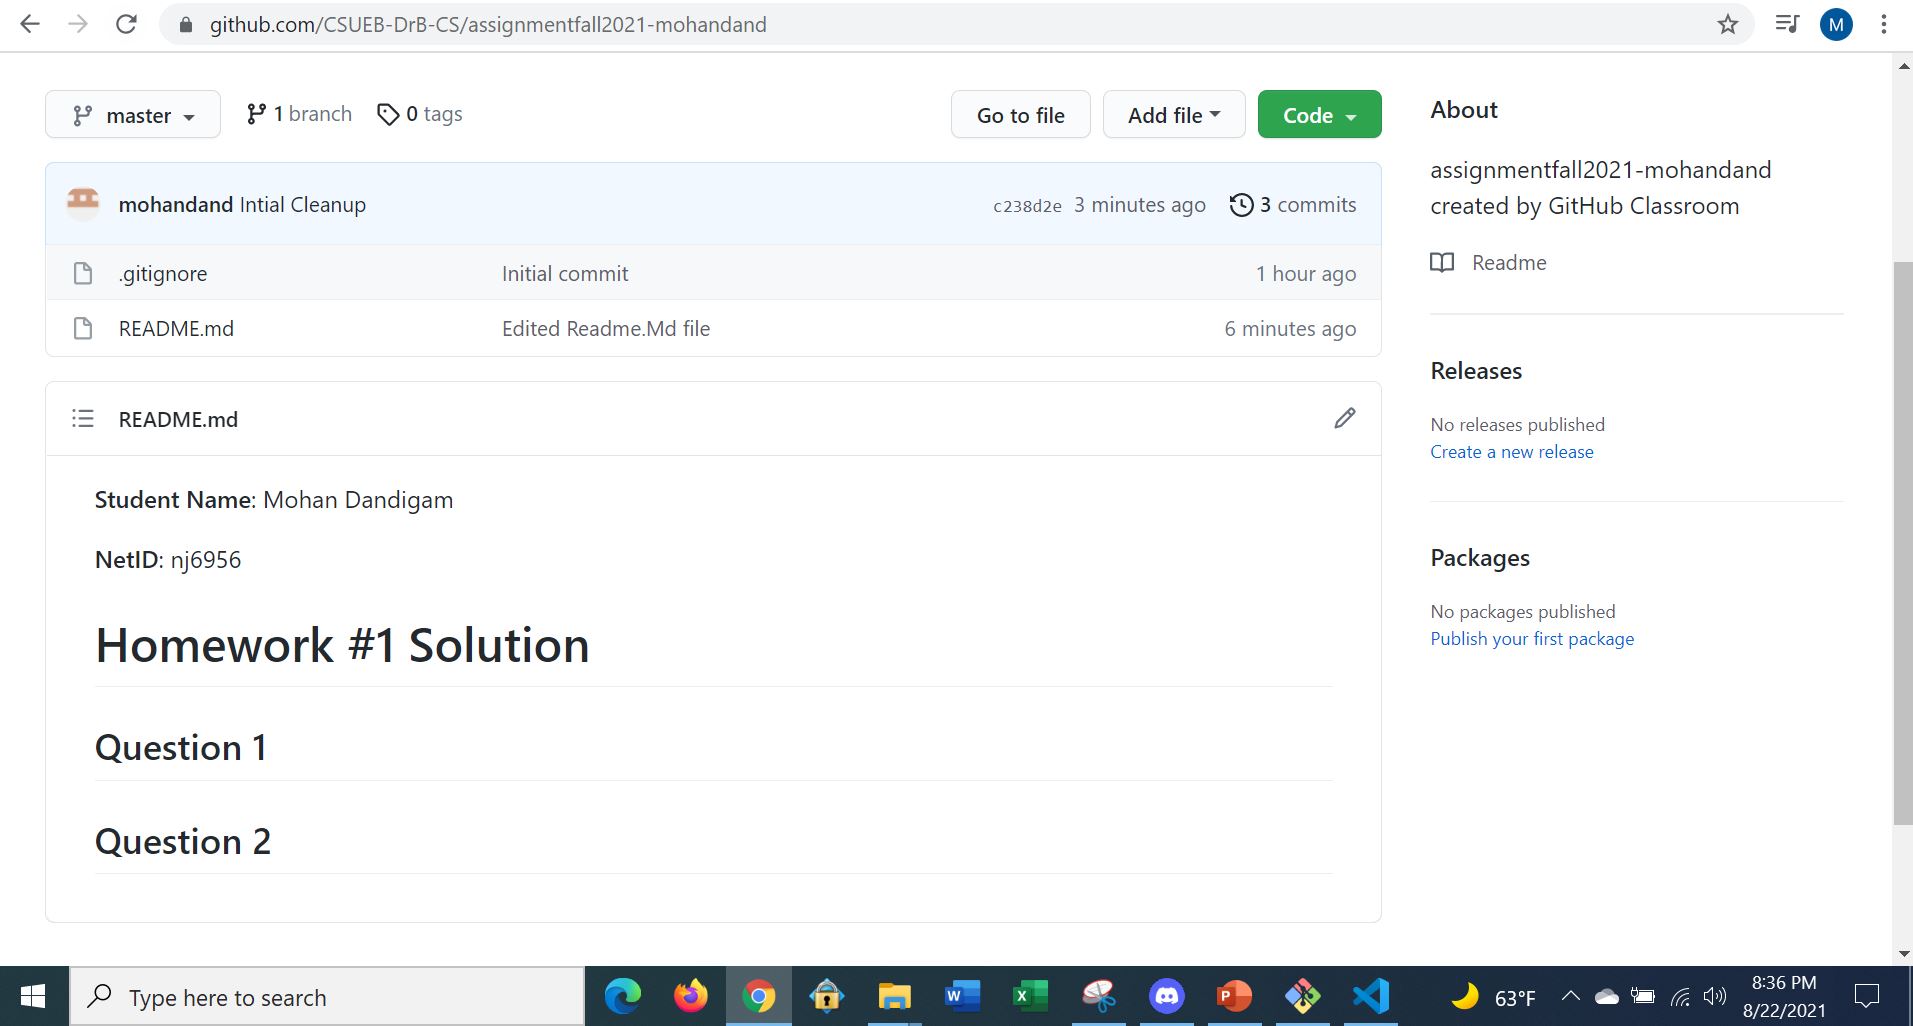 github.com/CSUEB-DrB-CS/assignmentfall2021-mohandand
M
master
1 branch
0 tags
Go to file
Add file
Code
mohandand Intial Cleanup
c238d2e 3 minutes ago
3 commits
.gitignore
Initial commit
1 hour ago
README.md
Edited Readme.Md file
6 minutes ago
README.md
Student Name: Mohan Dandigam
NetID: nj6956
Homework #1 Solution
Question 1
Question 2
About
assignmentfall2021-mohandand
created by GitHub Classroom
Readme
Releases
No releases published
Create a new release
Packages
No packages published
Publish your first package
Type here to search
W
X
P
63°F
8:36 PM
8/22/2021